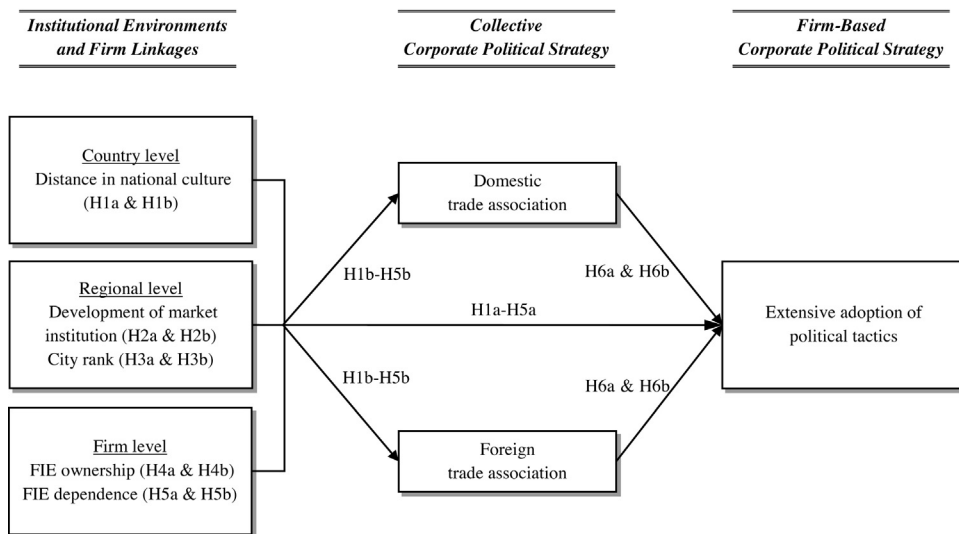 Institutional Environments
and Firm Linkages
Collective
Corporate Political Strategy
Firm-Based
Corporate Political Strategy
Country level
Distance in national culture
(H1a & H1b)
Regional level
Development of market
institution (H2a & H2b)
City rank (H3a & H3b)
Firm level
FIE ownership (H4a & H4b)
FIE dependence (H5a & H5b)
Domestic
trade association
H1b-H5b
H6a & H6b
H1a-H5a
H1b-H5b
H6a & H6b
Foreign
trade association
Extensive adoption of
political tactics